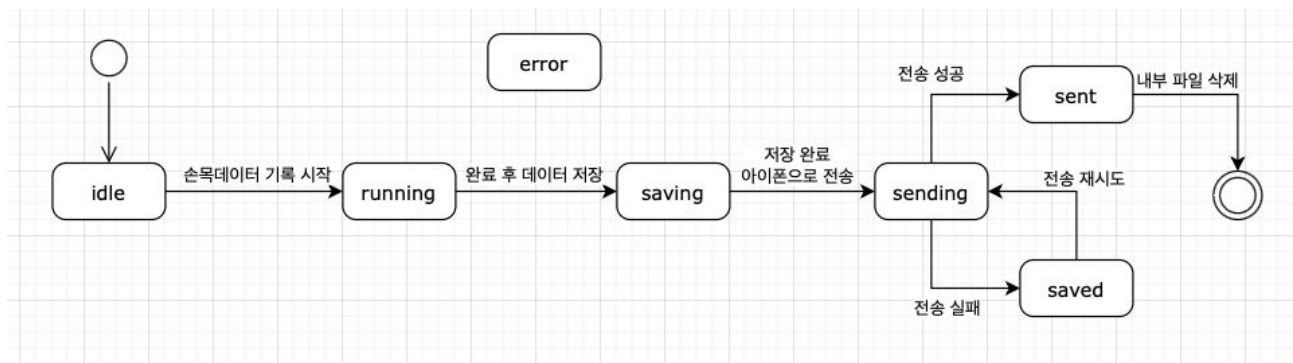 error
전송 성공
sent
내부 파일 삭제
idle
손목데이터 기록 시작
running
완료 후 데이터 저장
saving
저장 완료
아이폰으로 전송
sending
전송 재시도
전송 실패
saved